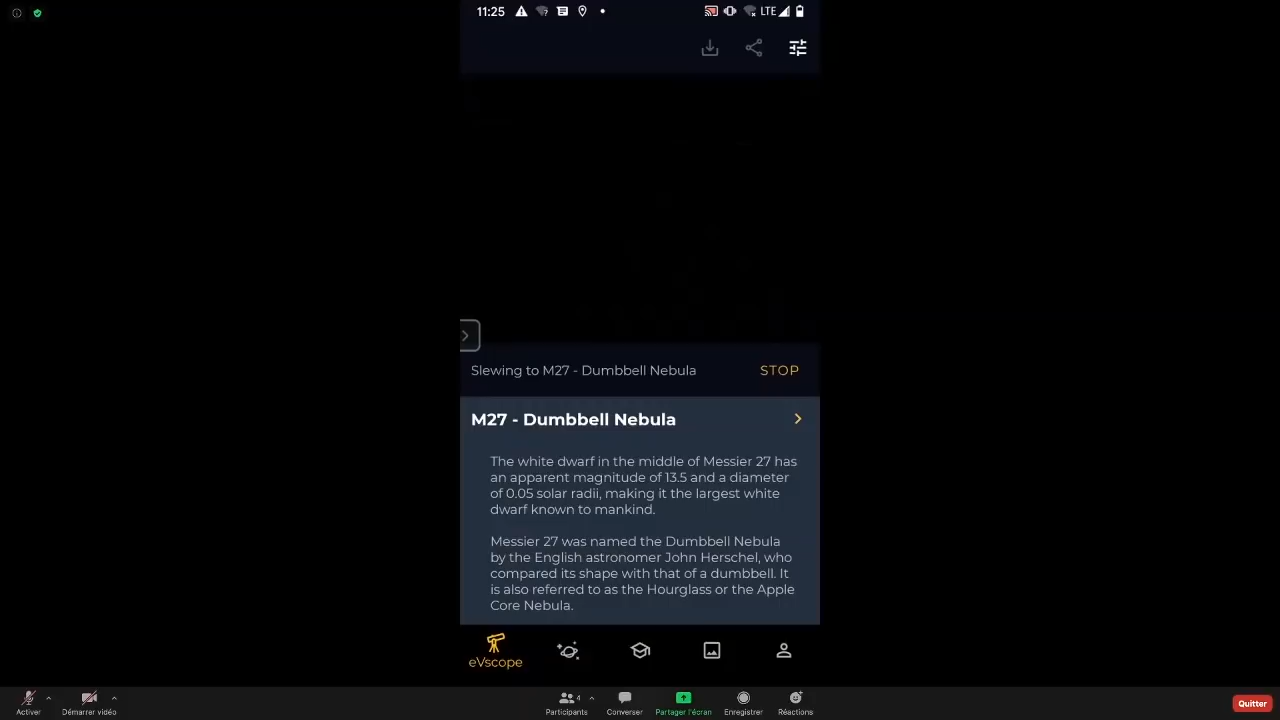 11:25
LTE
Slewing to M27 - Dumbbell Nebula STOP
M27 - Dumbbell Nebula
The white dwarf in the middle of Messier 27 has
an apparent magnitude of 13.5 and a diameter
of 0.05 solar radii, making it the largest white
dwarf known to mankind.
Messier 27 was named the Dumbbell Nebula
by the English astronomer John Herschel, who
compared its shape with that of a dumbbell. It
is also referred to as the Hourglass or the Apple
Core Nebula.
eVscope
Activer
Démarrer vidéo
4
Participants
Converser
Partager l'écran
Enregistrer
Réactions
Quitter